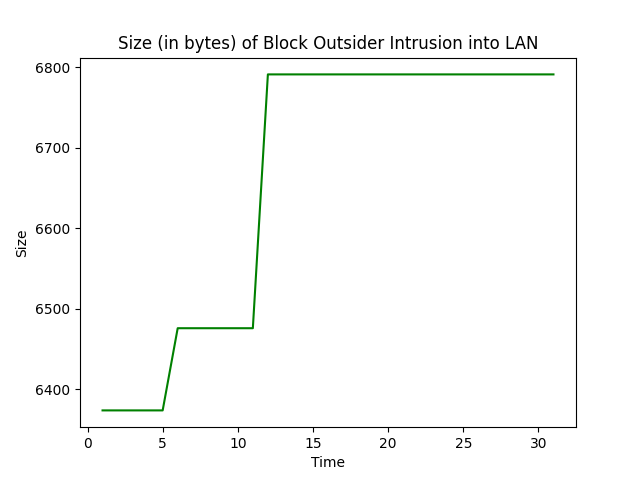 Size (in bytes) of Block Outsider Intrusion into LAN
6800
6700
6600
6500
6400
Size
0 5 10 15 20 25 30
Time